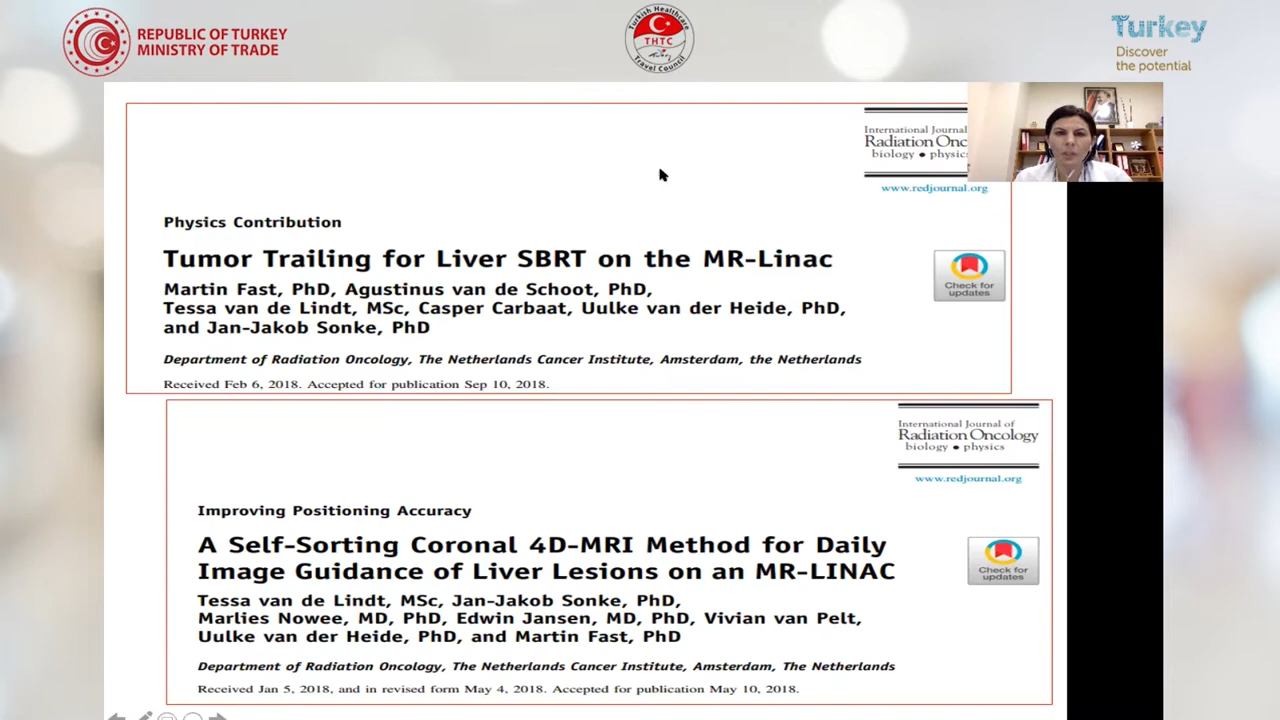 REPUBLIC OF TURKEY
MINISTRY OF TRADE
Turkish Healthcare
THTC
Travel Council
Turkey
Discover
the potential
International Journal
Radiation Onc
biology • physic
www.redjournal.org
Physics Contribution
Tumor Trailing for Liver SBRT on the MR-Linac
Check for
updates
Martin Fast, PhD, Agustinus van de Schoot, PhD,
Tessa van de Lindt, MSc, Casper Carbaat, Uulke van der Heide, PhD,
and Jan-Jakob Sonke, PhD
Department of Radiation Oncology, The Netherlands Cancer Institute, Amsterdam, the Netherlands
Received Feb 6, 2018. Accepted for publication Sep 10, 2018.
International Journal of
Radiation Oncology
biology • physics
www.redjournal.org
Improving Positioning Accuracy
A Self-Sorting Coronal 4D-MRI Method for Daily
Image Guidance of Liver Lesions on an MR-LINAC
Check for
updates
Tessa van de Lindt, MSc, Jan-Jakob Sonke, PhD,
Marlies Nowee, MD, PhD, Edwin Jansen, MD, PhD, Vivian van Pelt,
Uulke van der Heide, PhD, and Martin Fast, PhD
Department of Radiation Oncology, The Netherlands Cancer Institute, Amsterdam, The Netherlands
Received Jan 5, 2018, and in revised form May 4, 2018. Accepted for publication May 10, 2018.